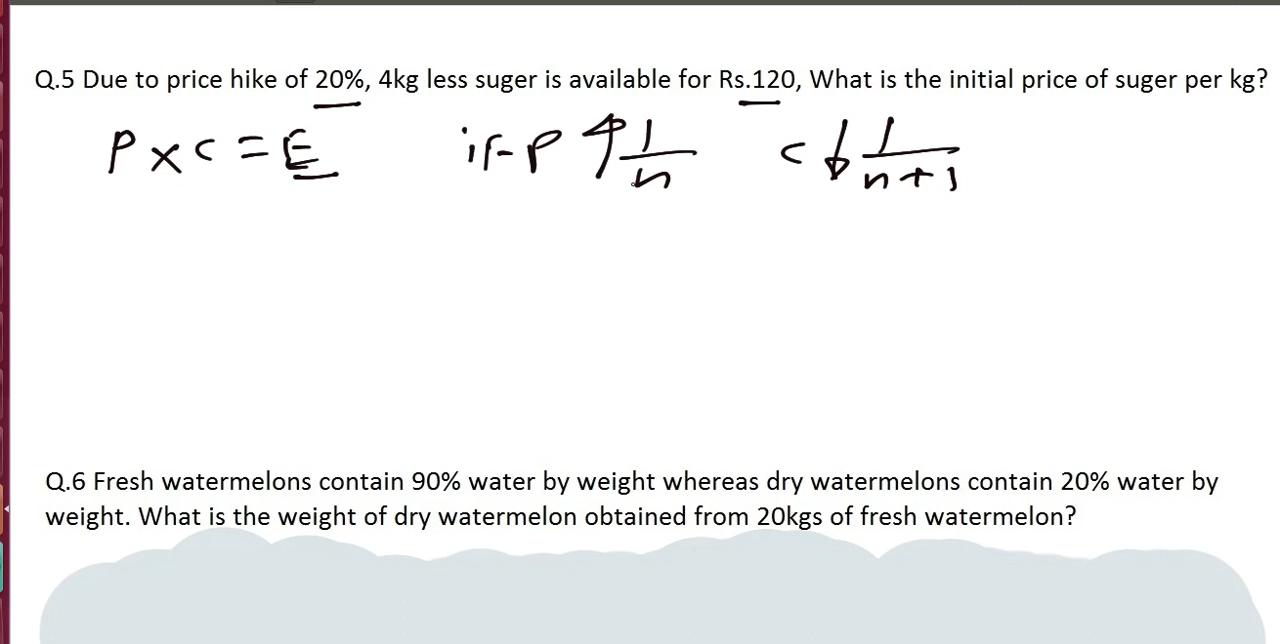 Q.5 Due to price hike of 20%, 4kg less suger is available for Rs.120, What is the initial price of suger per kg?
P × C = E if P ↑ 1/n C ↓ 1/n+1
Q.6 Fresh watermelons contain 90% water by weight whereas dry watermelons contain 20% water by
weight. What is the weight of dry watermelon obtained from 20kgs of fresh watermelon?